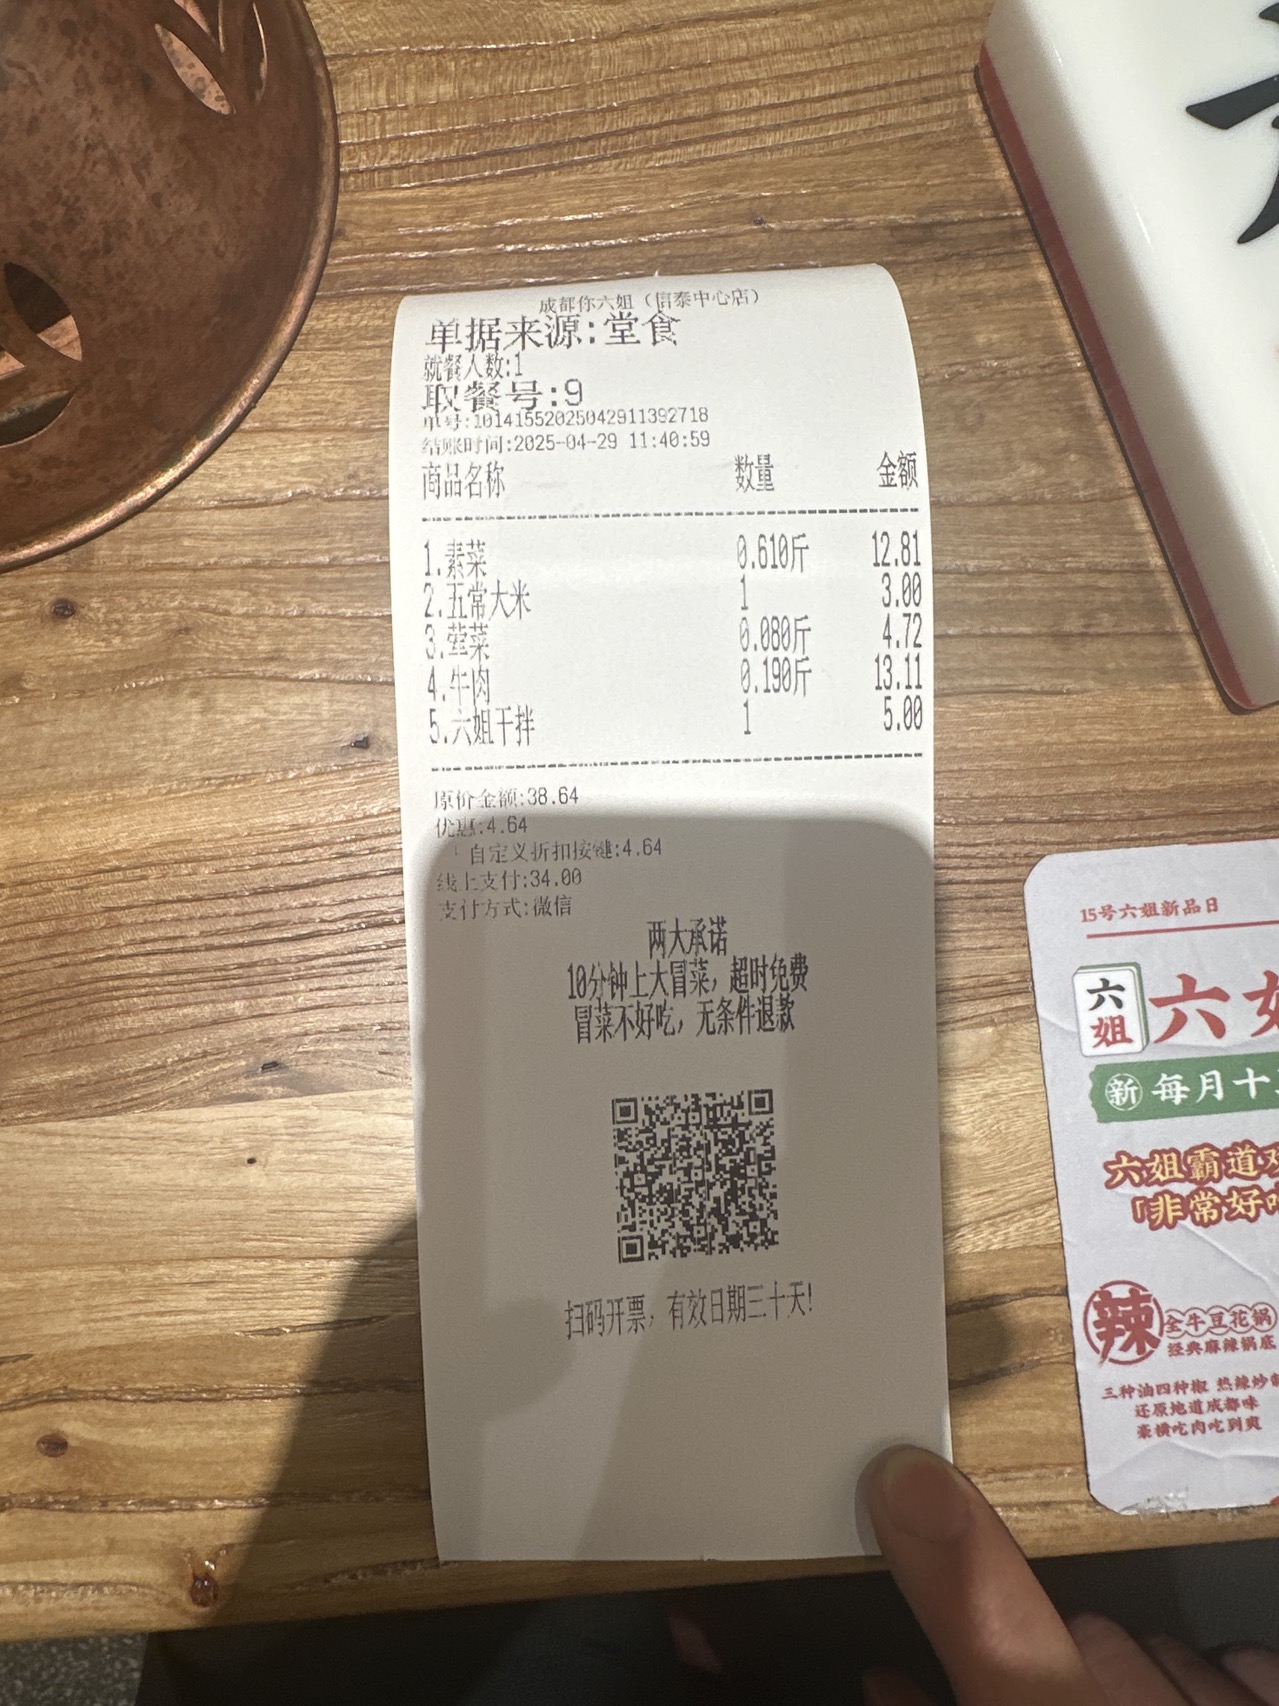 成都你六姐（信泰中心店）
单据来源:堂食
就餐人数:1
取餐号:9
单号:10141552025042911392718
结账时间:2025-04-29 11:40:59
商品名称 数量 金额
1.素菜 0.610斤 12.81
2.五常大米 1 3.00
3.荤菜 0.080斤 4.72
4.牛肉 0.190斤 13.11
5.六姐干拌 1 5.00
原价金额:38.64
优惠:4.64
自定义折扣按键:4.64
线上支付:34.00
支付方式:微信
两大承诺
10分钟上大冒菜，超时免费
冒菜不好吃，无条件退款
扫码开票，有效日期三十天!
15号六姐新品日
六姐
六
新 每月十
六姐霸道
「非常好
辣
全牛豆花锅
经典麻辣锅底
三种油四种椒 热辣炒
还原地道成都味
豪横吃肉吃到爽